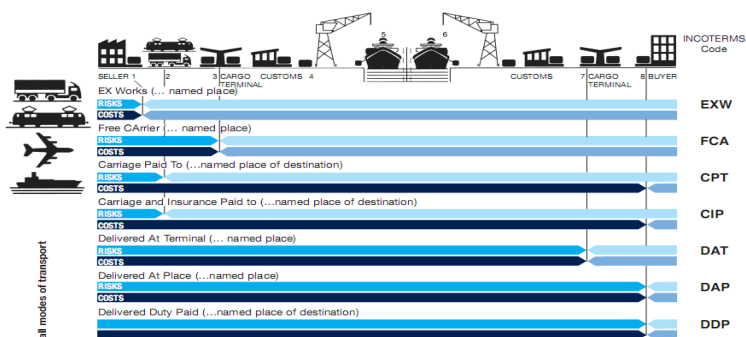 5 6
INCOTERMS
Code
SELLER 1 2 3 CARGO TERMINAL CUSTOMS 4 CUSTOMS 7 CARGO TERMINAL 8 BUYER
EX Works (... named place)
RISKS
COSTS
EXW
Free CArrier (... named place)
RISKS
COSTS
FCA
Carriage Paid To (...named place of destination)
RISKS
COSTS
CPT
Carriage and Insurance Paid to (...named place of destination)
RISKS
COSTS
CIP
Delivered At Terminal (... named place)
RISKS
COSTS
DAT
Delivered At Place (...named place)
RISKS
COSTS
DAP
Delivered Duty Paid (...named place of destination)
DDP
all modes of transport